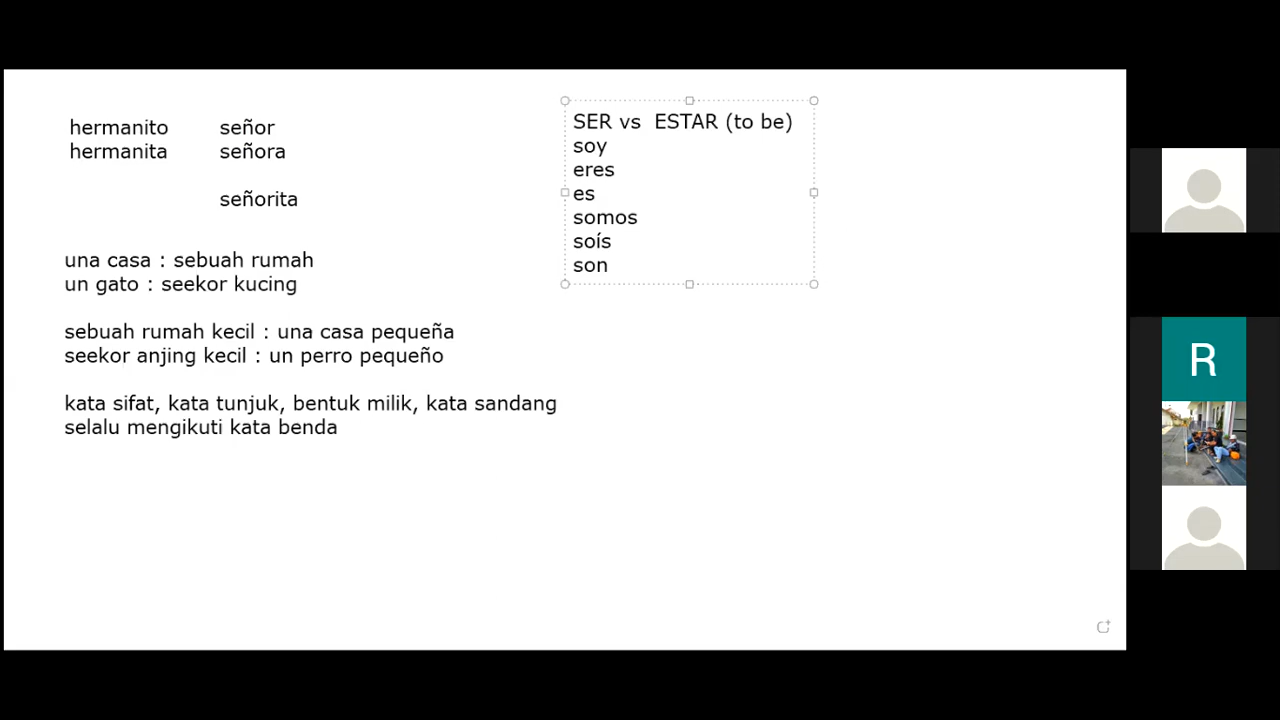 hermanito señor
hermanita señora
señorita
una casa : sebuah rumah
un gato : seekor kucing
sebuah rumah kecil : una casa pequeña
seekor anjing kecil : un perro pequeño
kata sifat, kata tunjuk, bentuk milik, kata sandang
selalu mengikuti kata benda
SER vs ESTAR (to be)
soy
eres
es
somos
soís
son
R